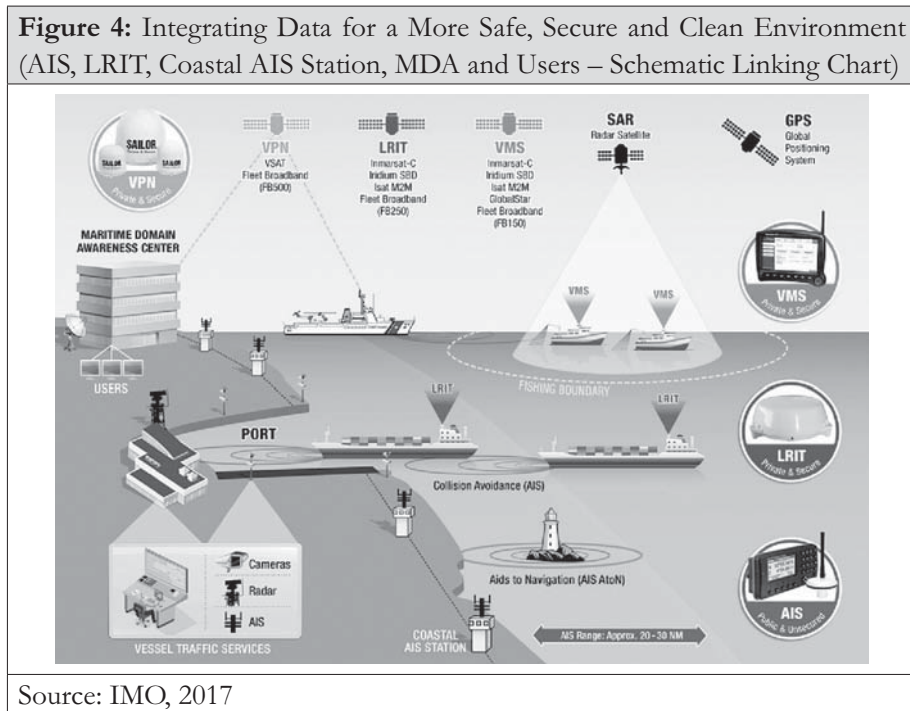 Figure 4: Integrating Data for a More Safe, Secure and Clean Environment
(AIS, LRIT, Coastal AIS Station, MDA and Users – Schematic Linking Chart)
SAILOR
SAILOR
SAILOR
VPN
Private & Secure
VPN
VSAT
Fleet Broadband
(FB500)
LRIT
Inmarsat-C
Iridium SBD
Isat M2M
Fleet Broadband
(FB250)
VMS
Inmarsat-C
Iridium SBD
Isat M2M
GlobalStar
Fleet Broadband
(FB150)
SAR
Radar Satellite
GPS
Global
Positioning
System
MARITIME DOMAIN
AWARENESS CENTER
USERS
VMS
VMS
FISHING BOUNDARY
VMS
Private & Secure
PORT
LRIT
LRIT
LRIT
Private & Secure
Collision Avoidance (AIS)
Aids to Navigation (AIS AtoN)
Cameras
Radar
AIS
VESSEL TRAFFIC SERVICES
COASTAL
AIS STATION
AIS Range: Approx. 20 - 30 NM
AIS
Public & Unsecured
Source: IMO, 2017